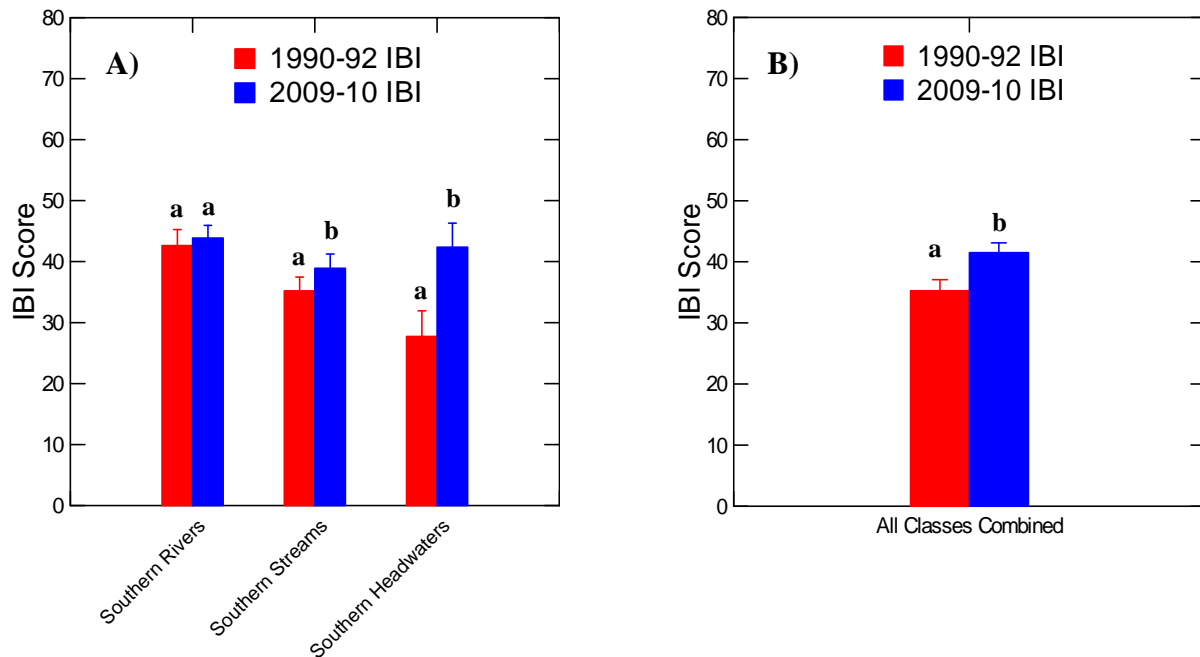 A)
1990-92 IBI
2009-10 IBI
IBI Score
80
70
60
50
40
30
20
10
0
a a
a b
a b
Southern Rivers
Southern Streams
Southern Headwaters
B)
1990-92 IBI
2009-10 IBI
IBI Score
80
70
60
50
40
30
20
10
0
a b
All Classes Combined